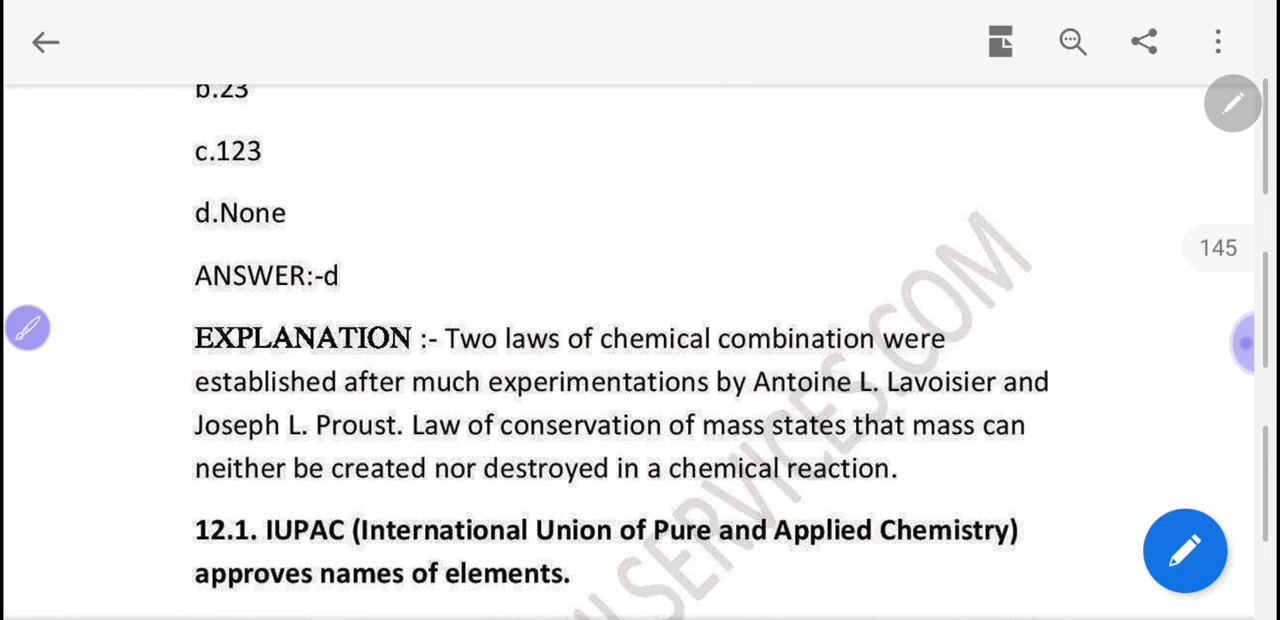 b.23
c.123
145
d.None
ANSWER:-d
EXPLANATION :- Two laws of chemical combination were
established after much experimentations by Antoine L. Lavoisier and
Joseph L. Proust. Law of conservation of mass states that mass can
neither be created nor destroyed in a chemical reaction.
12.1. IUPAC (International Union of Pure and Applied Chemistry)
approves names of elements.
SERVICES.COM